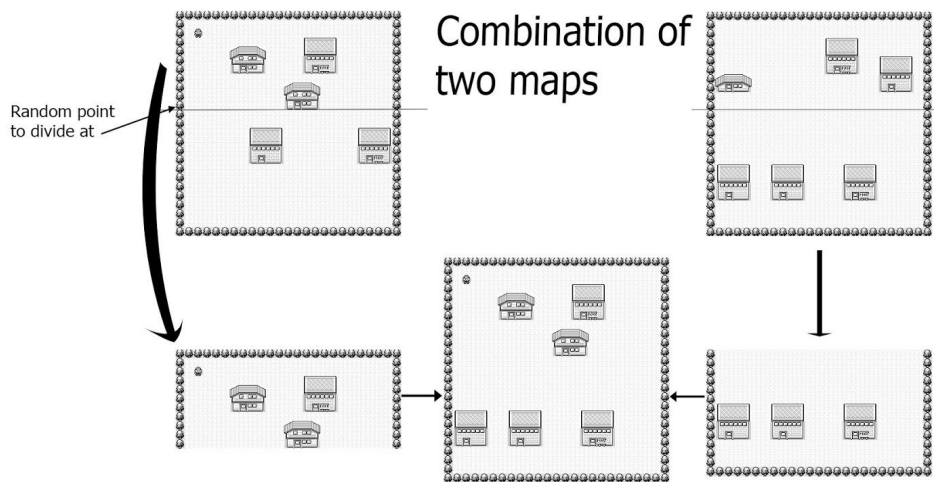 Combination of
two maps
Random point
to divide at